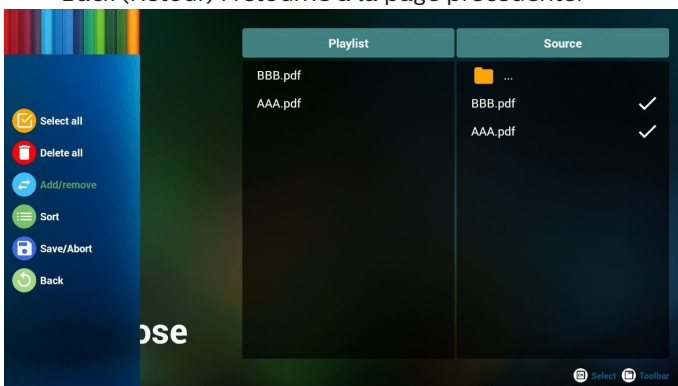 Back (Retour) : retourne à la page précédente.
Playlist
Source
BBB.pdf
...
AAA.pdf
BBB.pdf
AAA.pdf
Select all
Delete all
Add/remove
Sort
Save/Abort
Back
ose
OK Select Toolbar